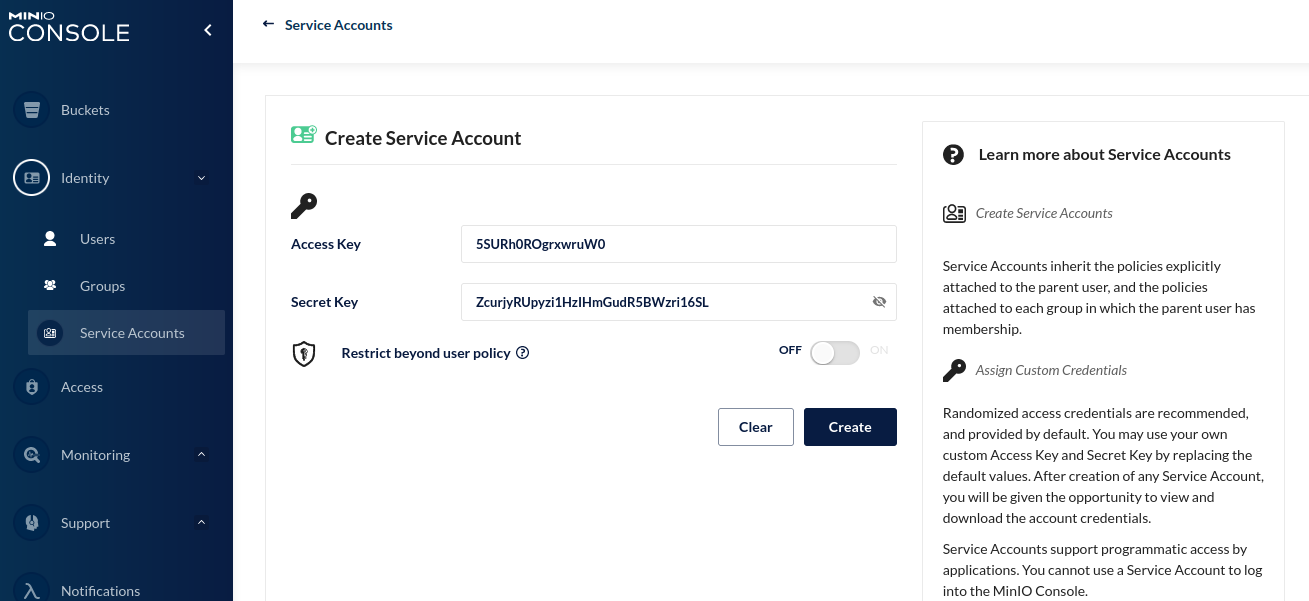 MINIO
CONSOLE
Buckets
Identity
Users
Groups
Service Accounts
Access
Monitoring
Support
Notifications
Service Accounts
Create Service Account
Access Key
5SURh0ROgrxwruW0
Secret Key
ZcurjyRUpyzi1HzIHmGudR5BWzri16SL
Restrict beyond user policy
OFF
ON
Clear
Create
Learn more about Service Accounts
Create Service Accounts
Service Accounts inherit the policies explicitly
attached to the parent user, and the policies
attached to each group in which the parent user has
membership.
Assign Custom Credentials
Randomized access credentials are recommended,
and provided by default. You may use your own
custom Access Key and Secret Key by replacing the
default values. After creation of any Service Account,
you will be given the opportunity to view and
download the account credentials.
Service Accounts support programmatic access by
applications. You cannot use a Service Account to log
into the MinIO Console.